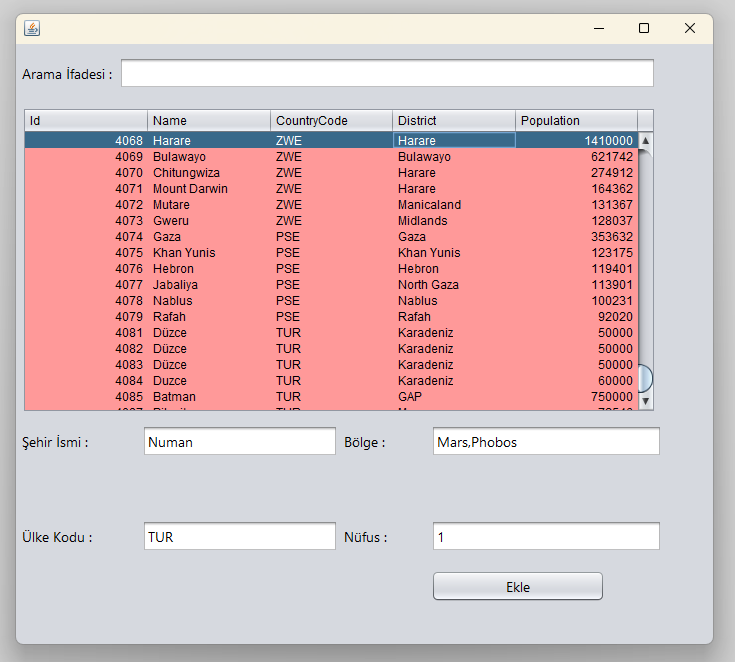 Arama İfadesi :
Id Name CountryCode District Population
4068 Harare ZWE Harare 1410000
4069 Bulawayo ZWE Bulawayo 621742
4070 Chitungwiza ZWE Harare 274912
4071 Mount Darwin ZWE Harare 164362
4072 Mutare ZWE Manicaland 131367
4073 Gweru ZWE Midlands 128037
4074 Gaza PSE Gaza 353632
4075 Khan Yunis PSE Khan Yunis 123175
4076 Hebron PSE Hebron 119401
4077 Jabaliya PSE North Gaza 113901
4078 Nablus PSE Nablus 100231
4079 Rafah PSE Rafah 92020
4081 Düzce TUR Karadeniz 50000
4082 Düzce TUR Karadeniz 50000
4083 Düzce TUR Karadeniz 50000
4084 Duzce TUR Karadeniz 60000
4085 Batman TUR GAP 750000
Şehir İsmi : Numan Bölge : Mars,Phobos
Ülke Kodu : TUR Nüfus : 1
Ekle